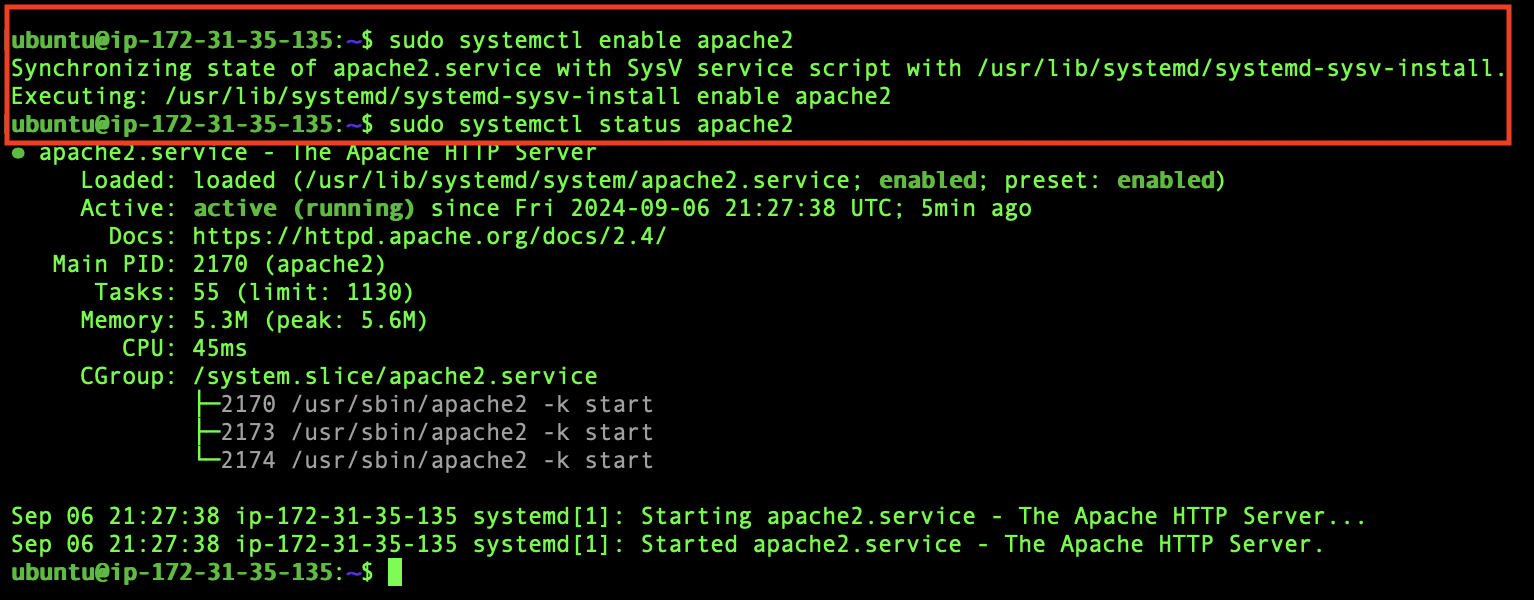 ubuntu@ip-172-31-35-135:~$ sudo systemctl enable apache2
Synchronizing state of apache2.service with SysV service script with /usr/lib/systemd/systemd-sysv-install.
Executing: /usr/lib/systemd/systemd-sysv-install enable apache2
ubuntu@ip-172-31-35-135:~$ sudo systemctl status apache2
● apache2.service - The Apache HTTP Server
Loaded: loaded (/usr/lib/systemd/system/apache2.service; enabled; preset: enabled)
Active: active (running) since Fri 2024-09-06 21:27:38 UTC; 5min ago
Docs: https://httpd.apache.org/docs/2.4/
Main PID: 2170 (apache2)
Tasks: 55 (limit: 1130)
Memory: 5.3M (peak: 5.6M)
CPU: 45ms
CGroup: /system.slice/apache2.service
├─2170 /usr/sbin/apache2 -k start
├─2173 /usr/sbin/apache2 -k start
└─2174 /usr/sbin/apache2 -k start
Sep 06 21:27:38 ip-172-31-35-135 systemd[1]: Starting apache2.service - The Apache HTTP Server...
Sep 06 21:27:38 ip-172-31-35-135 systemd[1]: Started apache2.service - The Apache HTTP Server.
ubuntu@ip-172-31-35-135:~$